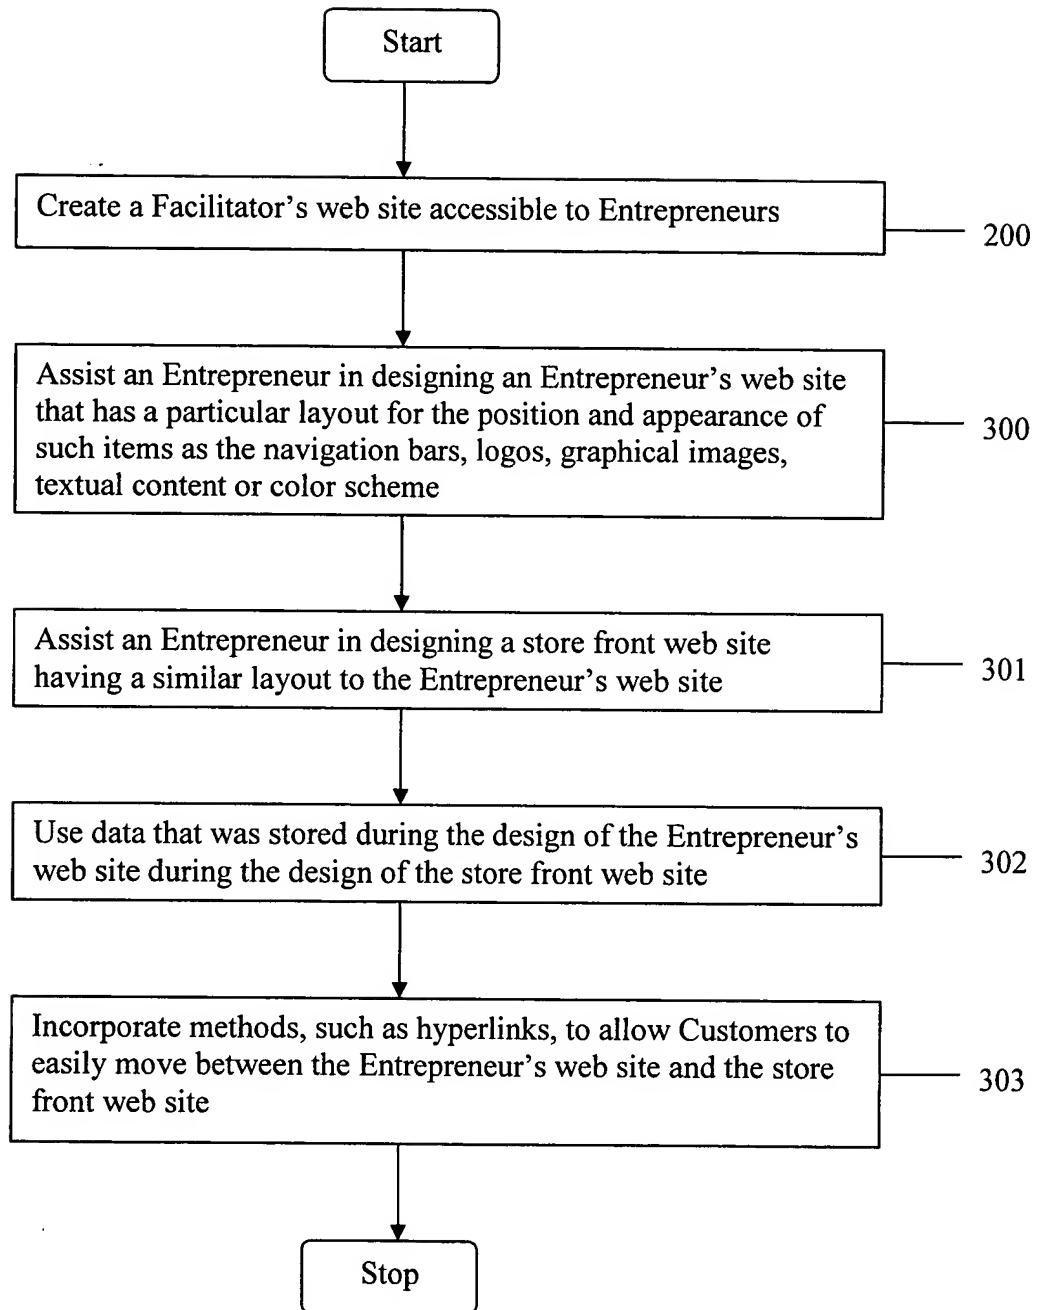 Start
Create a Facilitator's web site accessible to Entrepreneurs
200
Assist an Entrepreneur in designing an Entrepreneur's web site
that has a particular layout for the position and appearance of
such items as the navigation bars, logos, graphical images,
textual content or color scheme
300
Assist an Entrepreneur in designing a store front web site
having a similar layout to the Entrepreneur's web site
301
Use data that was stored during the design of the Entrepreneur's
web site during the design of the store front web site
302
Incorporate methods, such as hyperlinks, to allow Customers to
easily move between the Entrepreneur's web site and the store
front web site
303
Stop